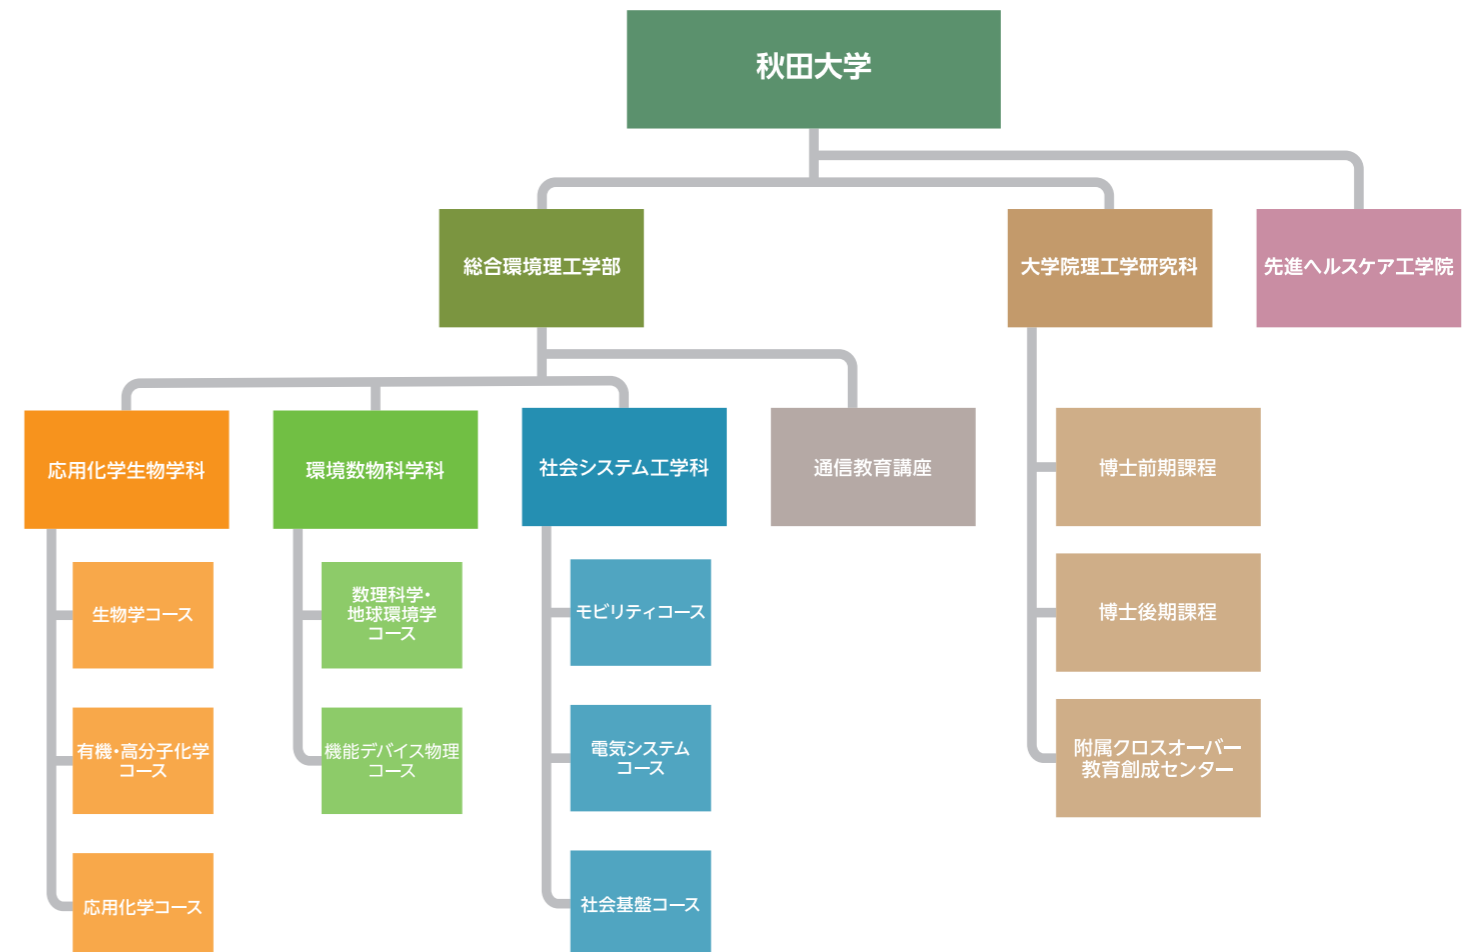 秋田大学
総合環境理工学部
大学院理工学研究科
先進ヘルスケア工学院
応用化学生物学科
環境数物科学科
社会システム工学科
通信教育講座
生物学コース
有機・高分子化学
コース
応用化学コース
数理科学・
地球環境学
コース
機能デバイス物理
コース
モビリティコース
電気システム
コース
社会基盤コース
博士前期課程
博士後期課程
附属クロスオーバー
教育創成センター